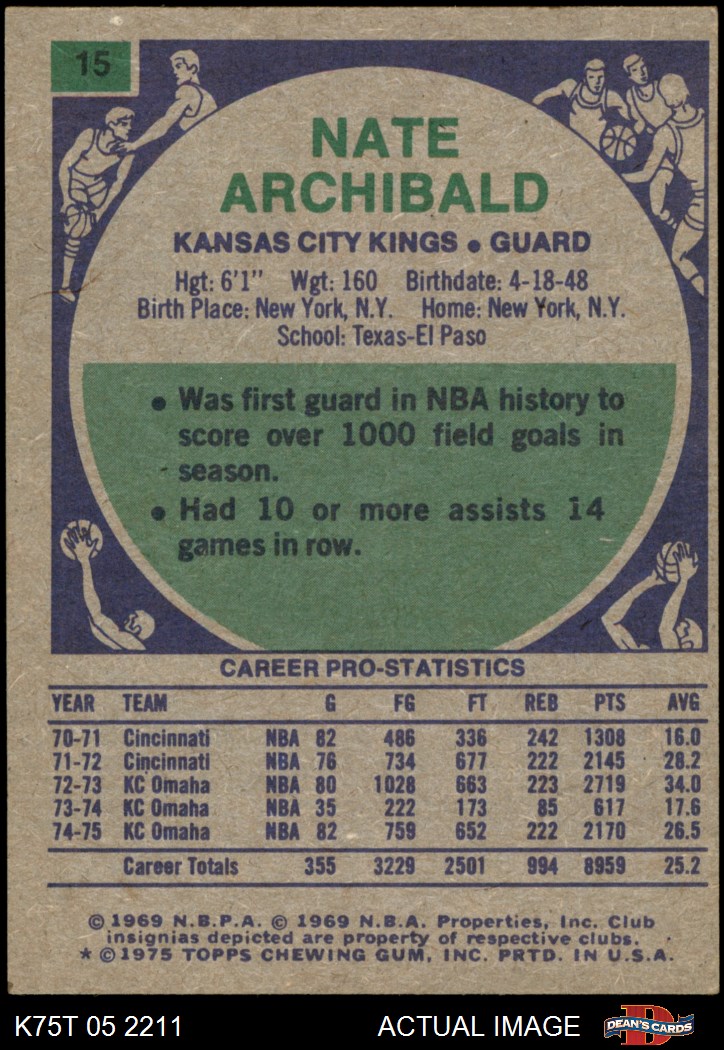 15
NATE
ARCHIBALD
KANSAS CITY KINGS • GUARD
Hgt: 6'1" Wgt: 160 Birthdate: 4-18-48
Birth Place: New York, N.Y. Home: New York, N.Y.
School: Texas-El Paso
• Was first guard in NBA history to
score over 1000 field goals in
season.
• Had 10 or more assists 14
games in row.
CAREER PRO-STATISTICS
YEAR TEAM G FG FT REB PTS AVG
70-71 Cincinnati NBA 82 486 336 242 1308 16.0
71-72 Cincinnati NBA 76 734 677 222 2145 28.2
72-73 KC Omaha NBA 80 1028 663 223 2719 34.0
73-74 KC Omaha NBA 35 222 173 85 617 17.6
74-75 KC Omaha NBA 82 759 652 222 2170 26.5
Career Totals 355 3229 2501 994 8959 25.2
© 1969 N.B.P.A. © 1969 N.B.A. Properties, Inc. Club
insignias depicted are property of respective clubs.
* © 1975 TOPPS CHEWING GUM, INC. PRTD. IN U.S.A.
K75T 05 2211 ACTUAL IMAGE D DEAN'S CARDS